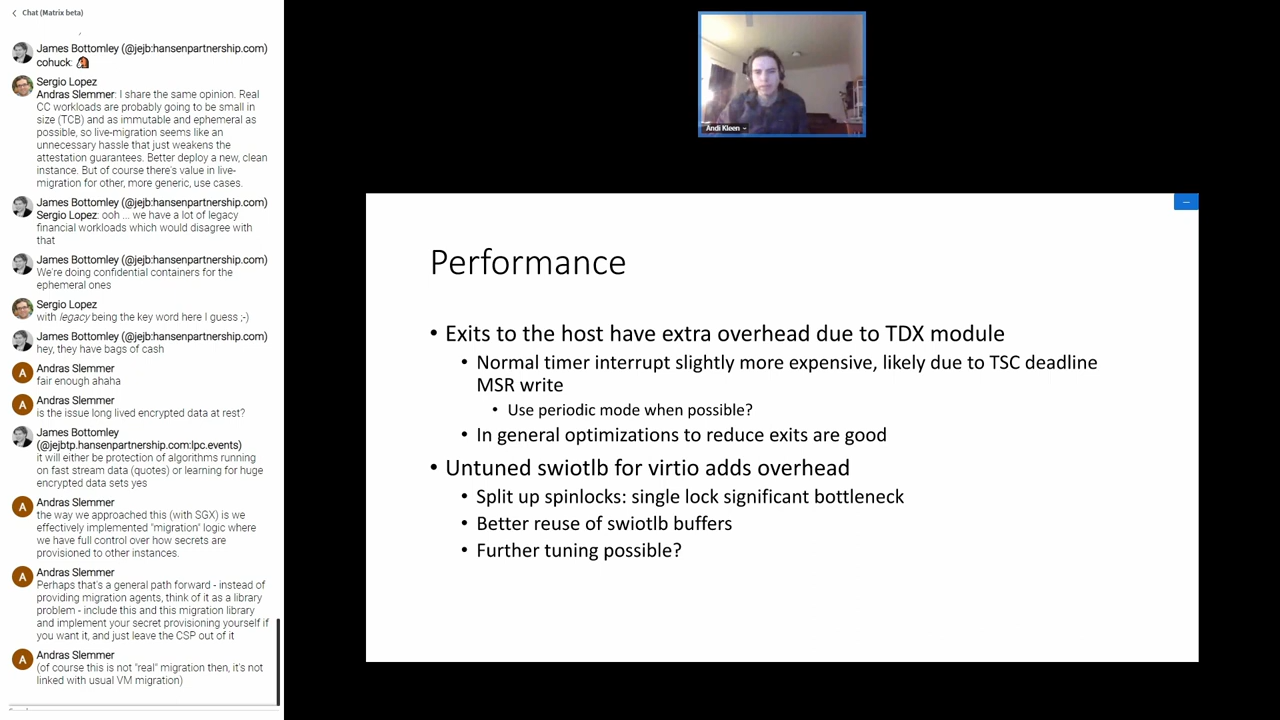 Chat (Matrix beta)
James Bottomley (@jejb:hansenpartnership.com)
cohuck:
Sergio Lopez
Andras Slemmer: I share the same opinion. Real
CC workloads are probably going to be small in
size (TCB) and as immutable and ephemeral as
possible, so live-migration seems like an
unnecessary hassle that just weakens the
attestation guarantees. Better deploy a new, clean
instance. But of course there's value in live-
migration for other, more generic, use cases.
James Bottomley (@jejb:hansenpartnership.com)
Sergio Lopez: ooh ... we have a lot of legacy
financial workloads which would disagree with
that
James Bottomley (@jejb:hansenpartnership.com)
We're doing confidential containers for the
ephemeral ones
Sergio Lopez
with legacy being the key word here I guess ;-)
James Bottomley (@jejb:hansenpartnership.com)
hey, they have bags of cash
A
Andras Slemmer
fair enough ahaha
A
Andras Slemmer
is the issue long lived encrypted data at rest?
James Bottomley
(@jejbtp.hansenpartnership.com:lpc.events)
it will either be protection of algorithms running
on fast stream data (quotes) or learning for huge
encrypted data sets yes
A
Andras Slemmer
the way we approached this (with SGX) is we
effectively implemented "migration" logic where
we have full control over how secrets are
provisioned to other instances.
A
Andras Slemmer
Perhaps that's a general path forward - instead of
providing migration agents, think of it as a library
problem - include this and this migration library
and implement your secret provisioning yourself if
you want it, and just leave the CSP out of it
A
Andras Slemmer
(of course this is not "real" migration then, it's not
linked with usual VM migration)
Andi Kleen
Performance
• Exits to the host have extra overhead due to TDX module
• Normal timer interrupt slightly more expensive, likely due to TSC deadline
MSR write
• Use periodic mode when possible?
• In general optimizations to reduce exits are good
• Untuned swiotlb for virtio adds overhead
• Split up spinlocks: single lock significant bottleneck
• Better reuse of swiotlb buffers
• Further tuning possible?